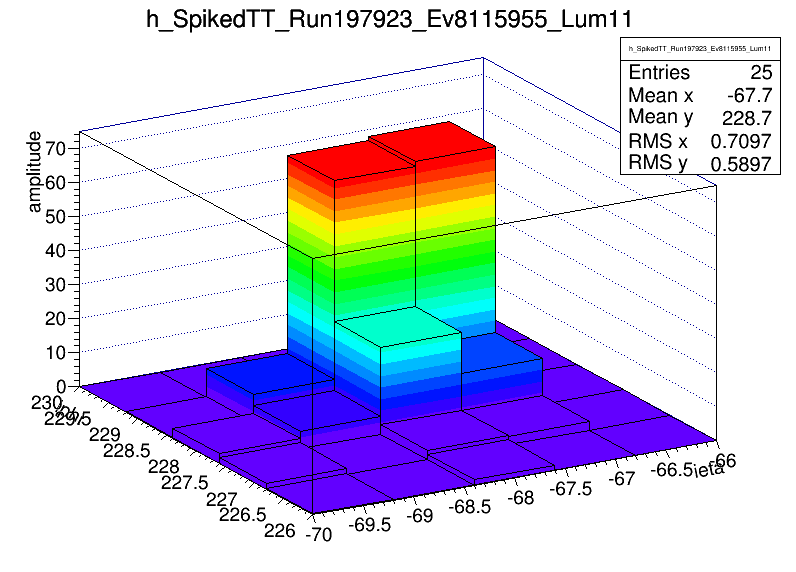 h_SpikedTT_Run197923_Ev8115955_Lum11
h_SpikedTT_Run197923_Ev8115955_Lum11
Entries 25
Mean x -67.7
Mean y 228.7
RMS x 0.7097
RMS y 0.5897
amplitude
70
60
50
40
30
20
10
0
230
229.5
229
228.5
228
227.5
227
226.5
226
-70
-69.5
-69
-68.5
-68
-67.5
-67
-66.5
-66
ieta